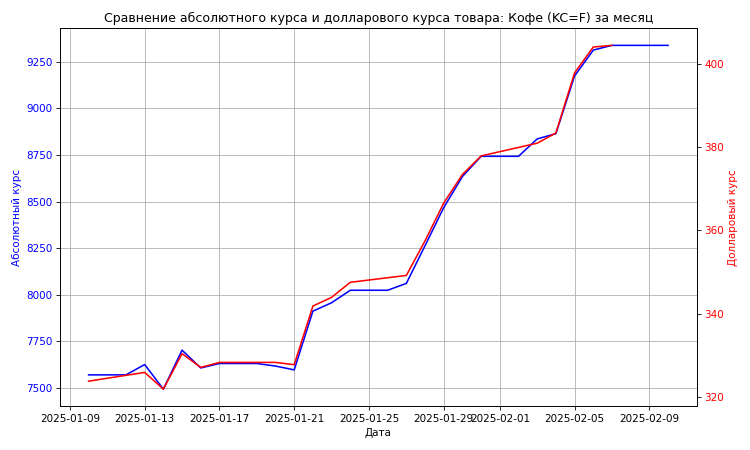 Сравнение абсолютного курса и долларового курса товара: Кофе (KC=F) за месяц
9250
9000
8750
8500
8250
8000
7750
7500
Абсолютный курс
400
380
360
340
320
Долларовый курс
2025-01-09 2025-01-13 2025-01-17 2025-01-21 2025-01-25 2025-01-29 2025-02-01 2025-02-05 2025-02-09
Дата